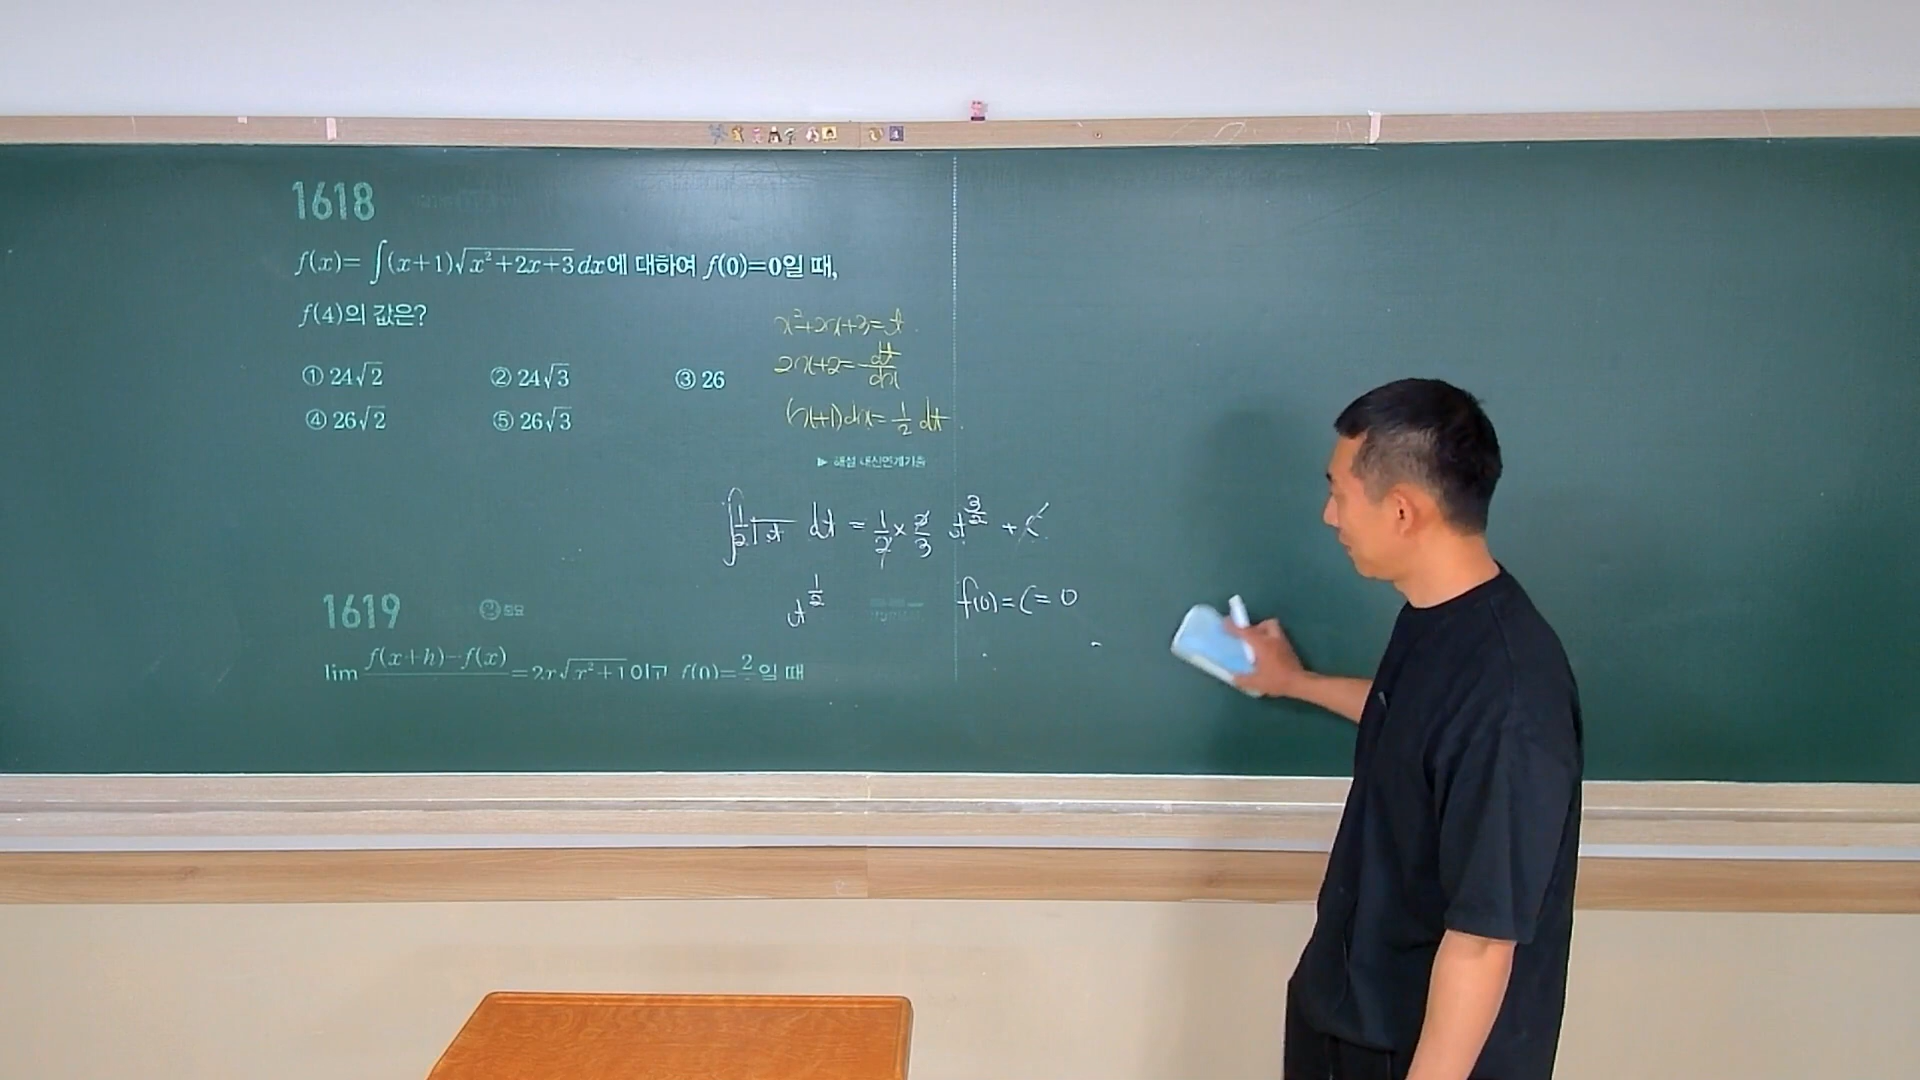 1618
f(x)= ∫(x+1)√(x²+2x+3) dx에 대하여 f(0)=0일 때,
f(4)의 값은?
① 24√2 ② 24√3 ③ 26
④ 26√2 ⑤ 26√3
x²+2x+3=t
2x+2=dt/dx
(x+1)dx=1/2 dt
▶ 해설 내신연계기출
∫1/2 √t dt = 1/2 × 2/3 t^(3/2) + C
t^(1/2)
f(0)=C=0
1619
lim f(x+h)-f(x) =2x√(x²+1)이고 f(0)=2 일 때